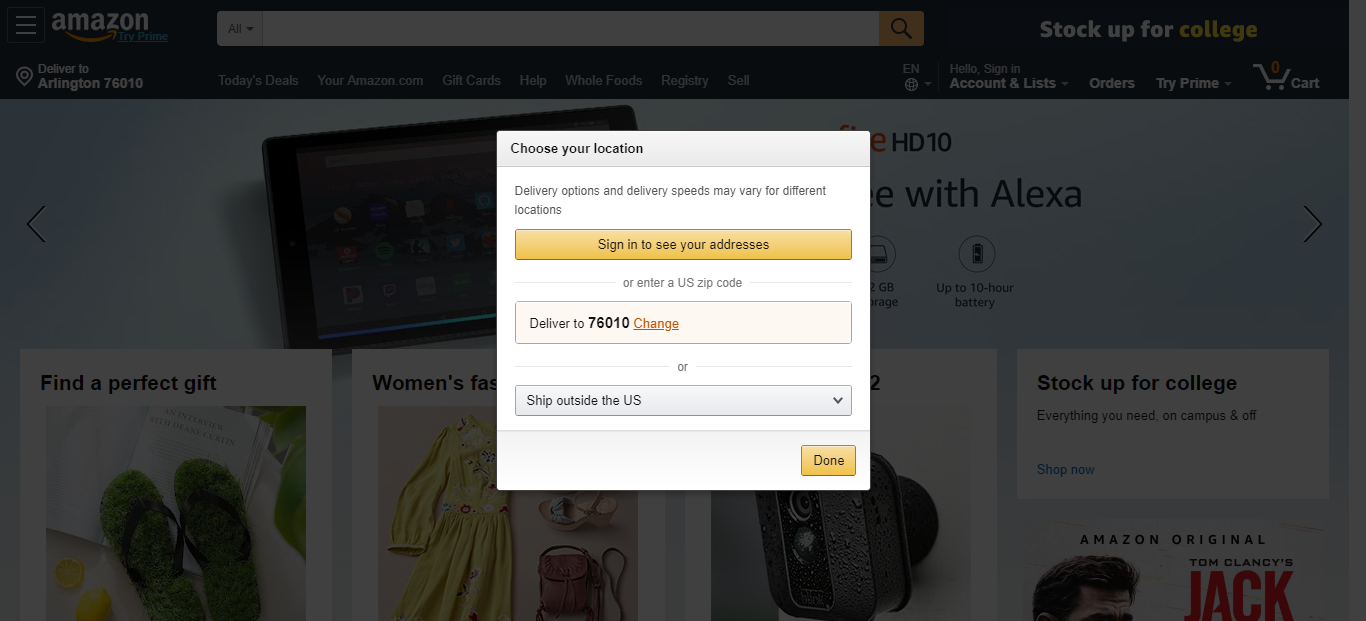 amazon
Try Prime
All
Stock up for college
Deliver to
Arlington 76010
Today's Deals
Your Amazon.com
Gift Cards
Help
Whole Foods
Registry
Sell
EN
Hello, Sign in
Account & Lists
Orders
Try Prime
0
Cart
Choose your location
Delivery options and delivery speeds may vary for different
locations
Sign in to see your addresses
or enter a US zip code
Deliver to 76010 Change
or
Ship outside the US
Done
HD10
with Alexa
GB
Up to 10-hour
battery
Find a perfect gift
AN INTERVIEW
WITH DEANE CURTIN
Women's fas
2
Stock up for college
Everything you need, on campus & off
Shop now
AMAZON ORIGINAL
TOM CLANCY'S
JACK